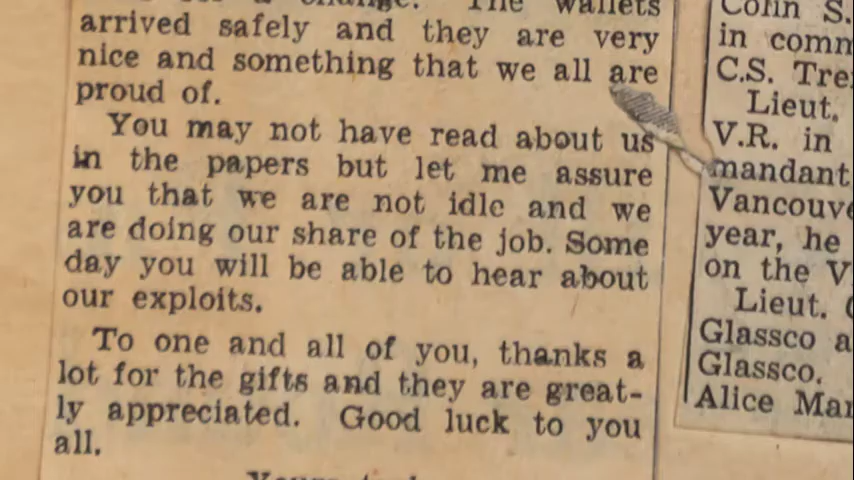 The wallets
arrived safely and they are very
nice and something that we all are
proud of.
You may not have read about us
in the papers but let me assure
you that we are not idle and we
are doing our share of the job. Some
day you will be able to hear about
our exploits.
To one and all of you, thanks a
lot for the gifts and they are great-
ly appreciated. Good luck to you
all.
Colin S.
in comm
C.S. Tre
Lieut.
V.R. in
mandant
Vancouve
year, he
on the V
Lieut.
Glassco a
Glassco.
Alice Mar